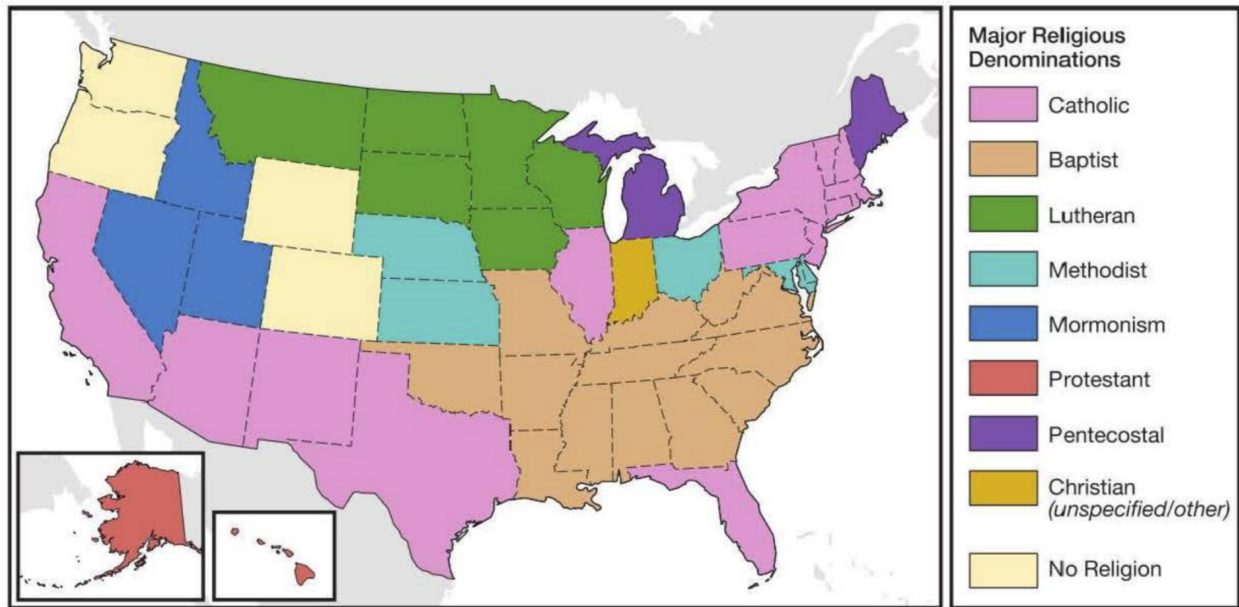 Major Religious
Denominations
Catholic
Baptist
Lutheran
Methodist
Mormonism
Protestant
Pentecostal
Christian
(unspecified/other)
No Religion